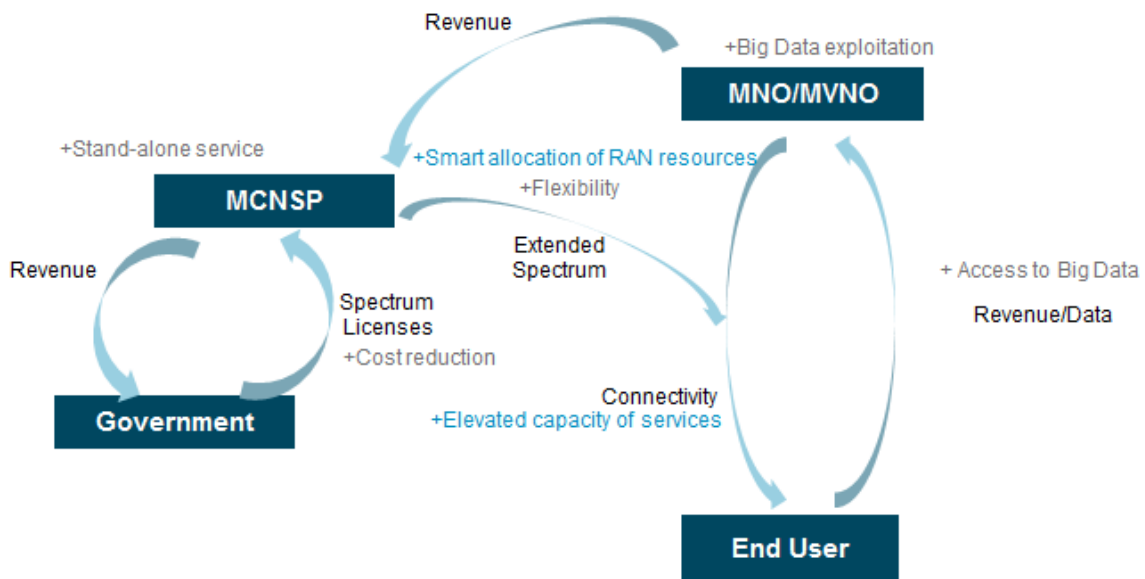 Revenue
+Big Data exploitation
MNO/MVNO
+Stand-alone service
+Smart allocation of RAN resources
+Flexibility
MCNSP
Extended
Spectrum
Revenue
Spectrum
Licenses
+Cost reduction
+ Access to Big Data
Revenue/Data
Connectivity
+Elevated capacity of services
Government
End User